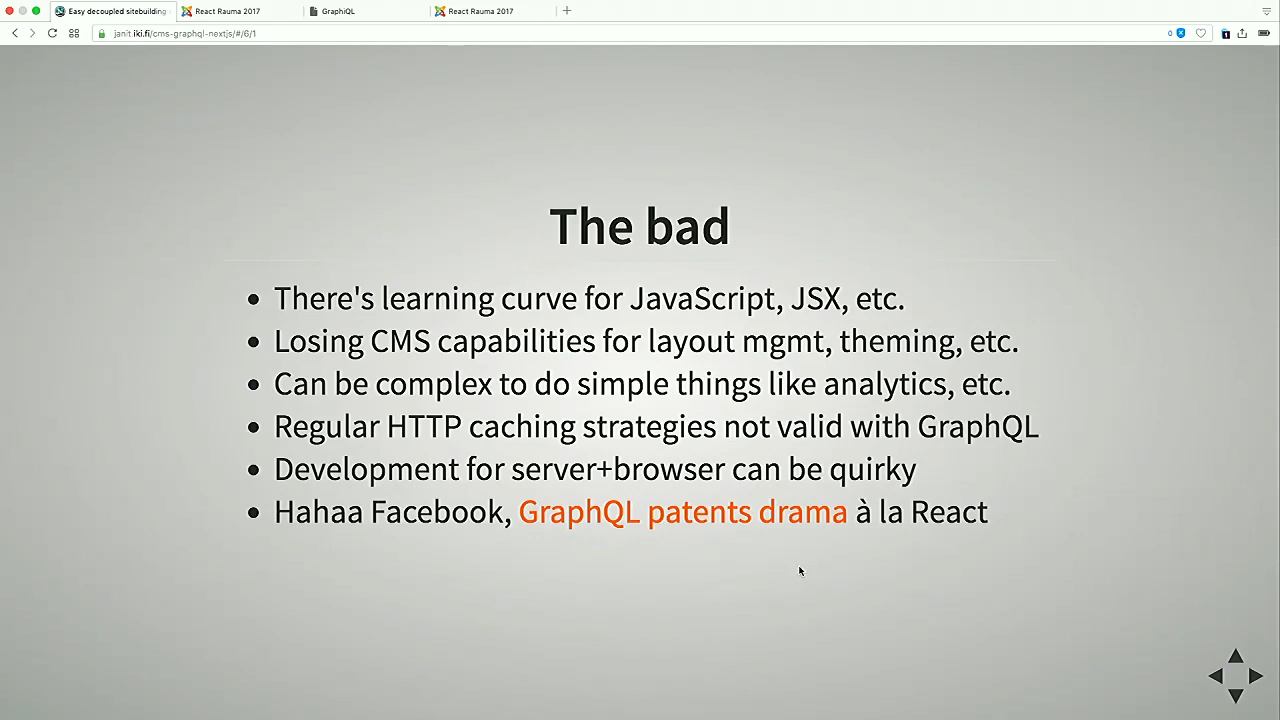 Easy decoupled sitebuilding
React Rauma 2017
GraphiQL
React Rauma 2017
janit.iki.fi/cms-graphql-nextjs/#/6/1
0
The bad
There's learning curve for JavaScript, JSX, etc.
Losing CMS capabilities for layout mgmt, theming, etc.
Can be complex to do simple things like analytics, etc.
Regular HTTP caching strategies not valid with GraphQL
Development for server+browser can be quirky
Hahaa Facebook, GraphQL patents drama à la React